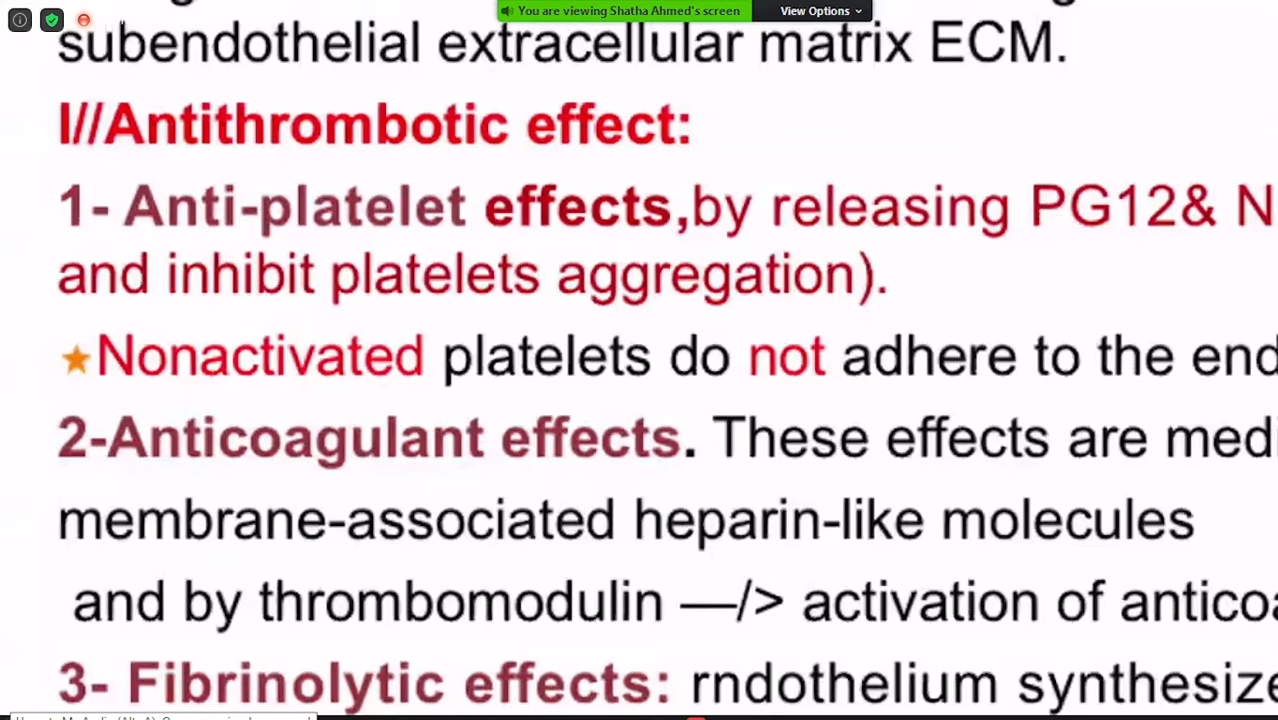 You are viewing Shatha Ahmed's screen
View Options
subendothelial extracellular matrix ECM.
I//Antithrombotic effect:
1- Anti-platelet effects,by releasing PG12& N
and inhibit platelets aggregation).
Nonactivated platelets do not adhere to the end
2-Anticoagulant effects. These effects are medi
membrane-associated heparin-like molecules
and by thrombomodulin —/> activation of antico
3- Fibrinolytic effects: rndothelium synthesize